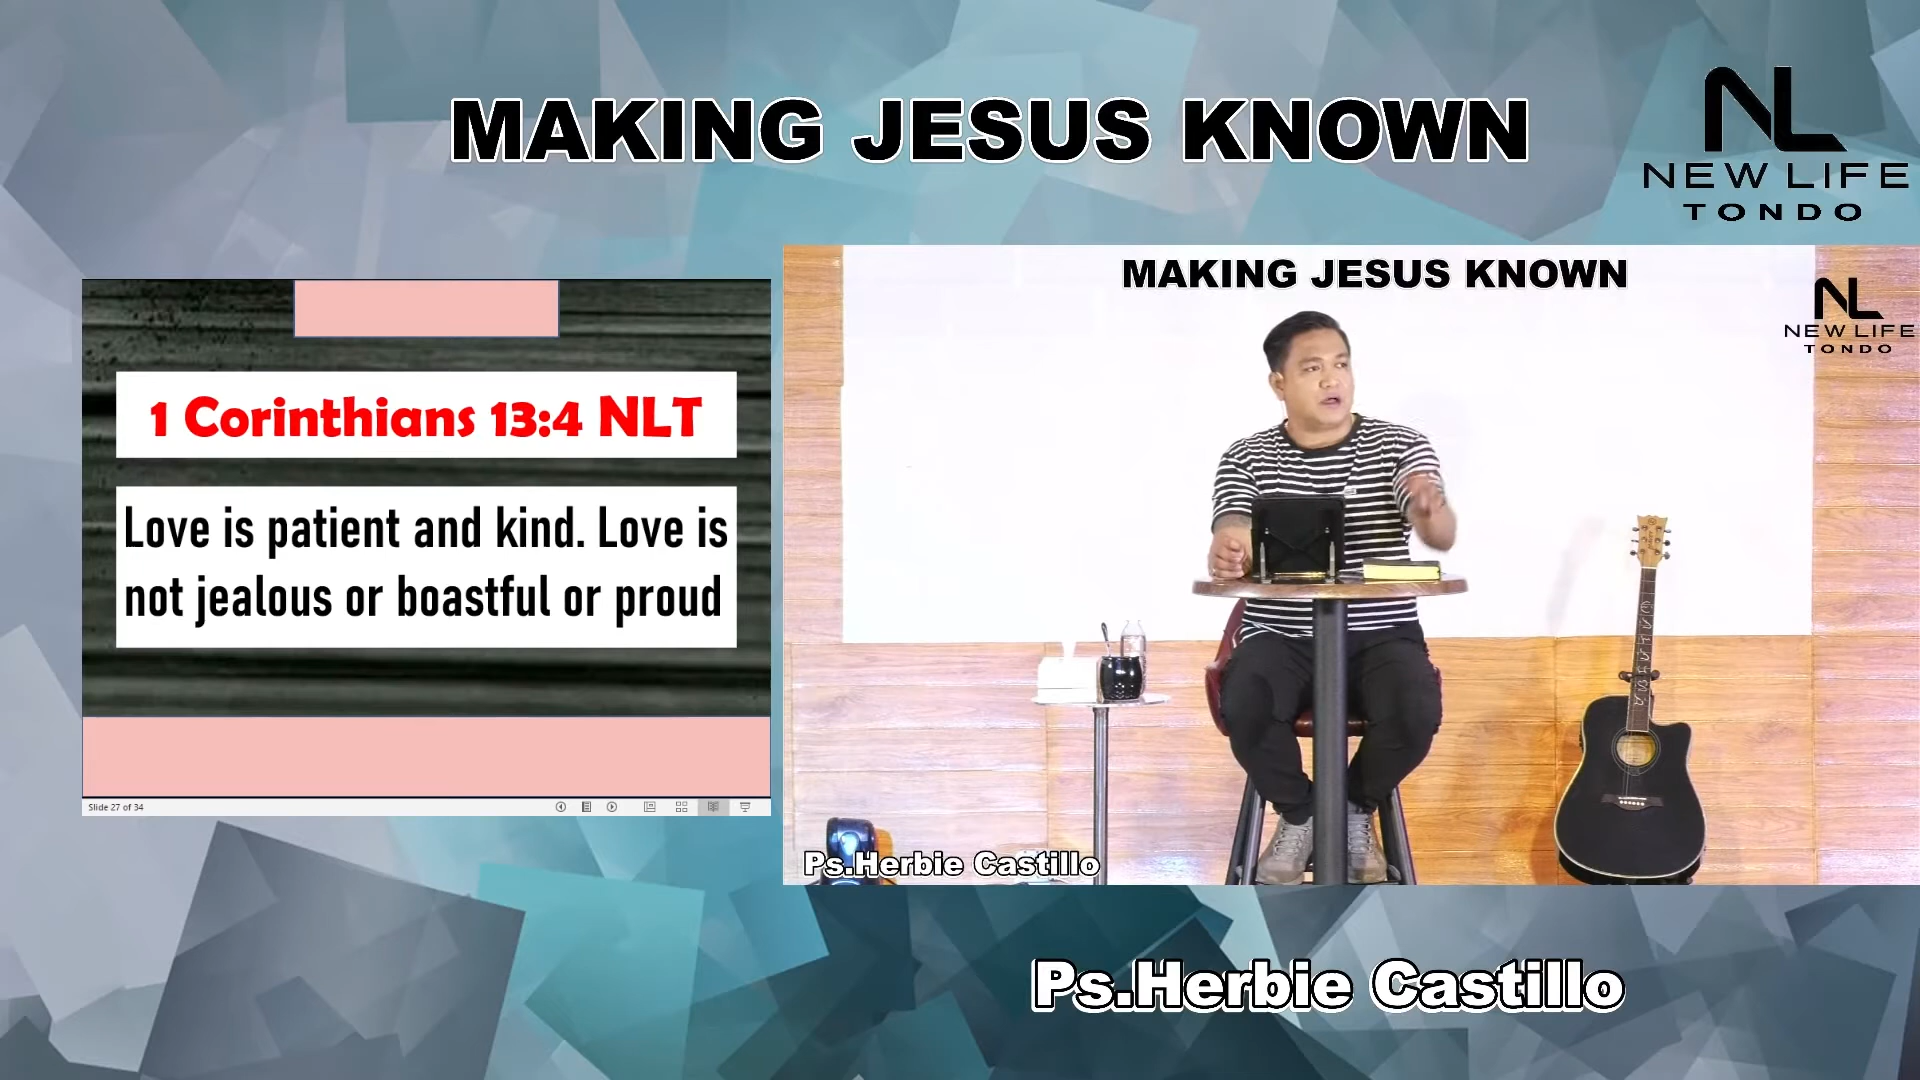 MAKING JESUS KNOWN
NL
NEW LIFE
TONDO
1 Corinthians 13:4 NLT
Love is patient and kind. Love is
not jealous or boastful or proud
Slide 27 of 34
MAKING JESUS KNOWN
NL
NEW LIFE
TONDO
Ps.Herbie Castillo
Ps.Herbie Castillo